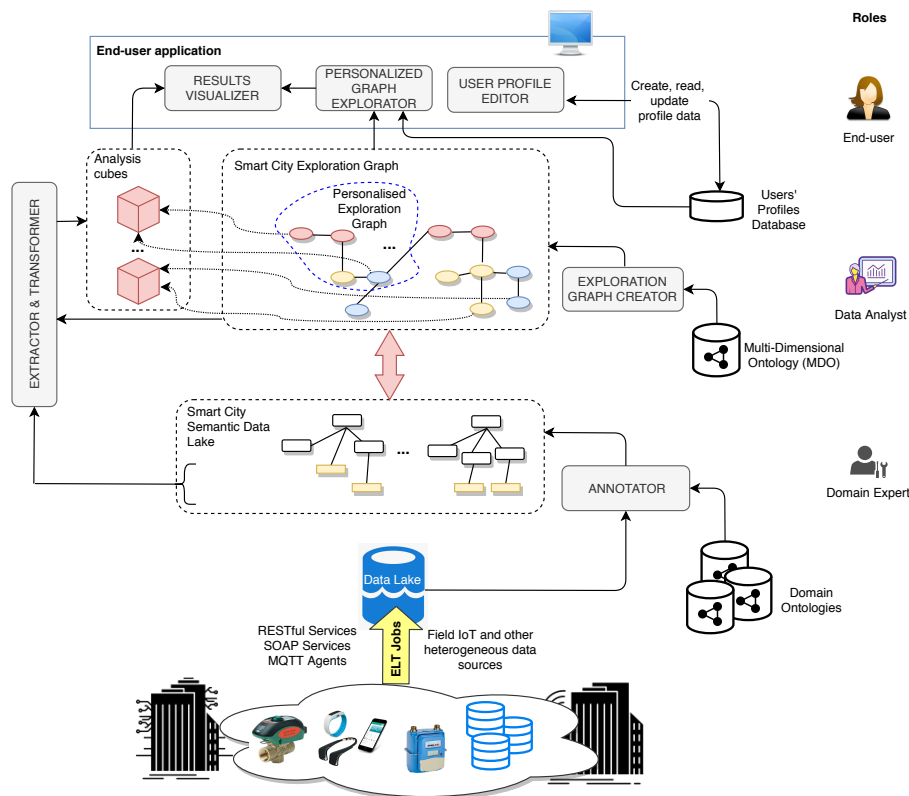 Roles
End-user application
RESULTS
VISUALIZER
PERSONALIZED
GRAPH
EXPLORATOR
USER PROFILE
EDITOR
Create, read,
update
profile data
End-user
Analysis
cubes
...
Smart City Exploration Graph
Personalised
Exploration
Graph
...
Users'
Profiles
Database
EXTRACTOR & TRANSFORMER
EXPLORATION
GRAPH CREATOR
Data Analyst
Multi-Dimensional
Ontology (MDO)
Smart City
Semantic Data
Lake
...
ANNOTATOR
Domain Expert
Data Lake
Domain
Ontologies
RESTful Services
SOAP Services
MQTT Agents
ELT Jobs
Field IoT and other
heterogeneous data
sources